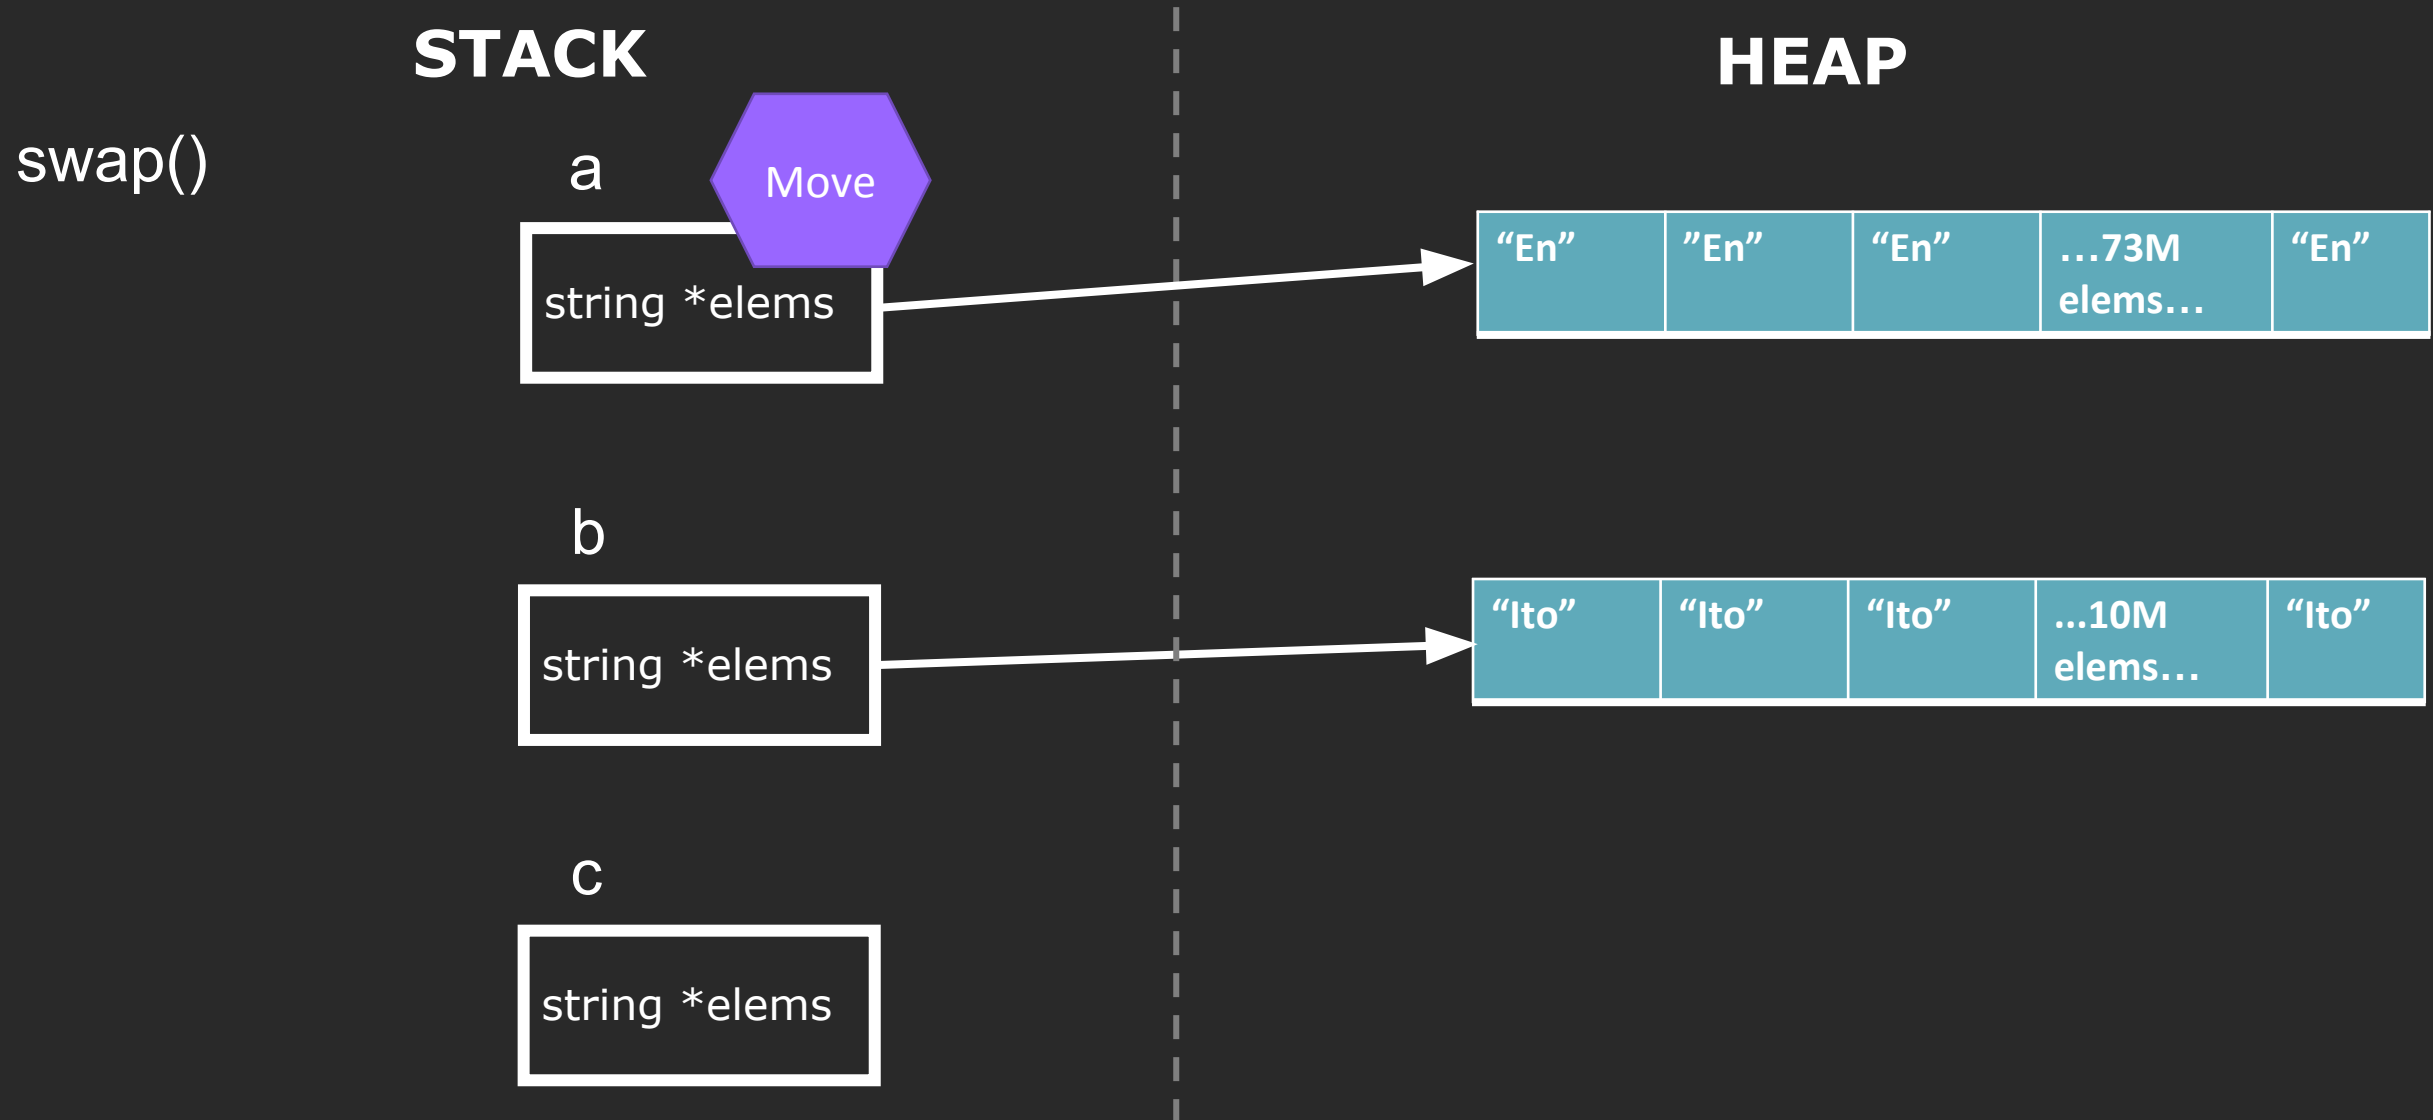 STACK
HEAP
swap()
a
Move
string *elems
“En” ”En” “En” …73M “En”
elems…
b
string *elems
“Ito” “Ito” “Ito” …10M “Ito”
elems…
c
string *elems